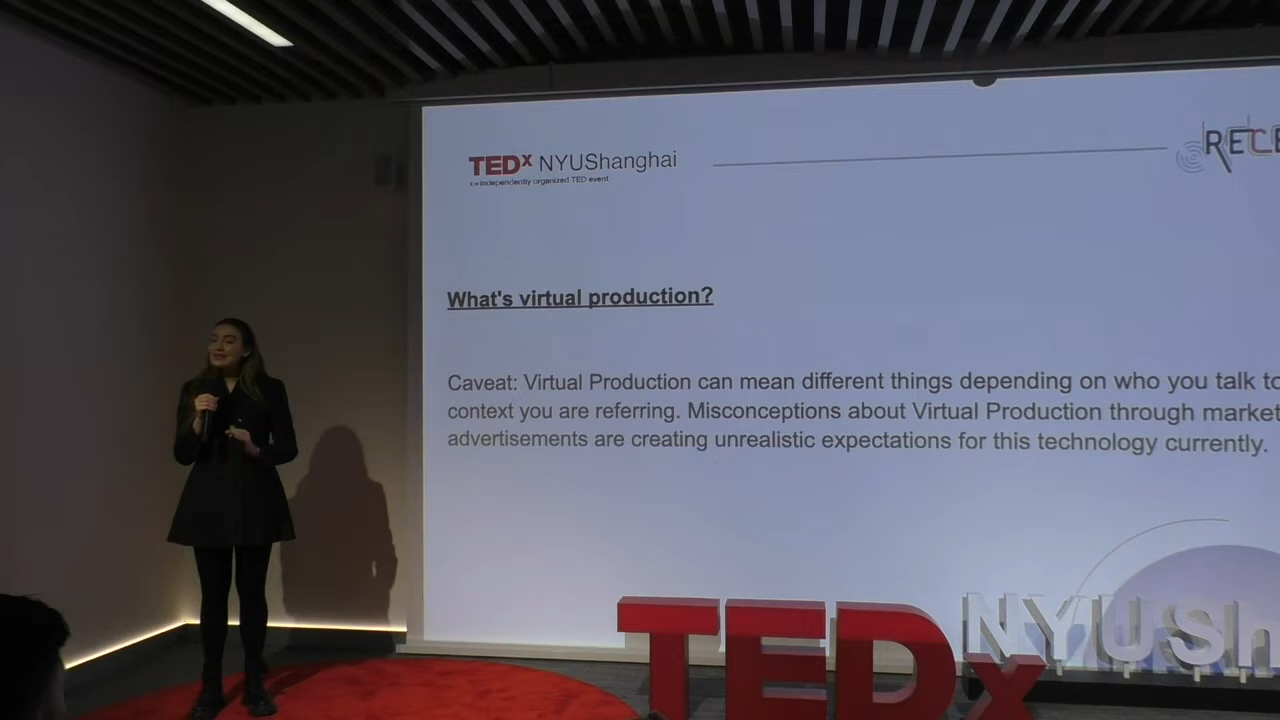 TEDx NYUShanghai
x = independently organized TED event
What's virtual production?
Caveat: Virtual Production can mean different things depending on who you talk
context you are referring. Misconceptions about Virtual Production through
advertisements are creating unrealistic expectations for this technology currently.
TEDx NYUSh